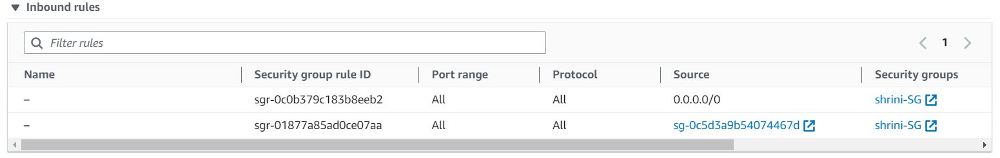 Inbound rules
Filter rules
1
Name Security group rule ID Port range Protocol Source Security groups
– sgr-0c0b379c183b8eeb2 All All 0.0.0.0/0 shrini-SG
– sgr-01877a85ad0ce07aa All All sg-0c5d3a9b54074467d shrini-SG